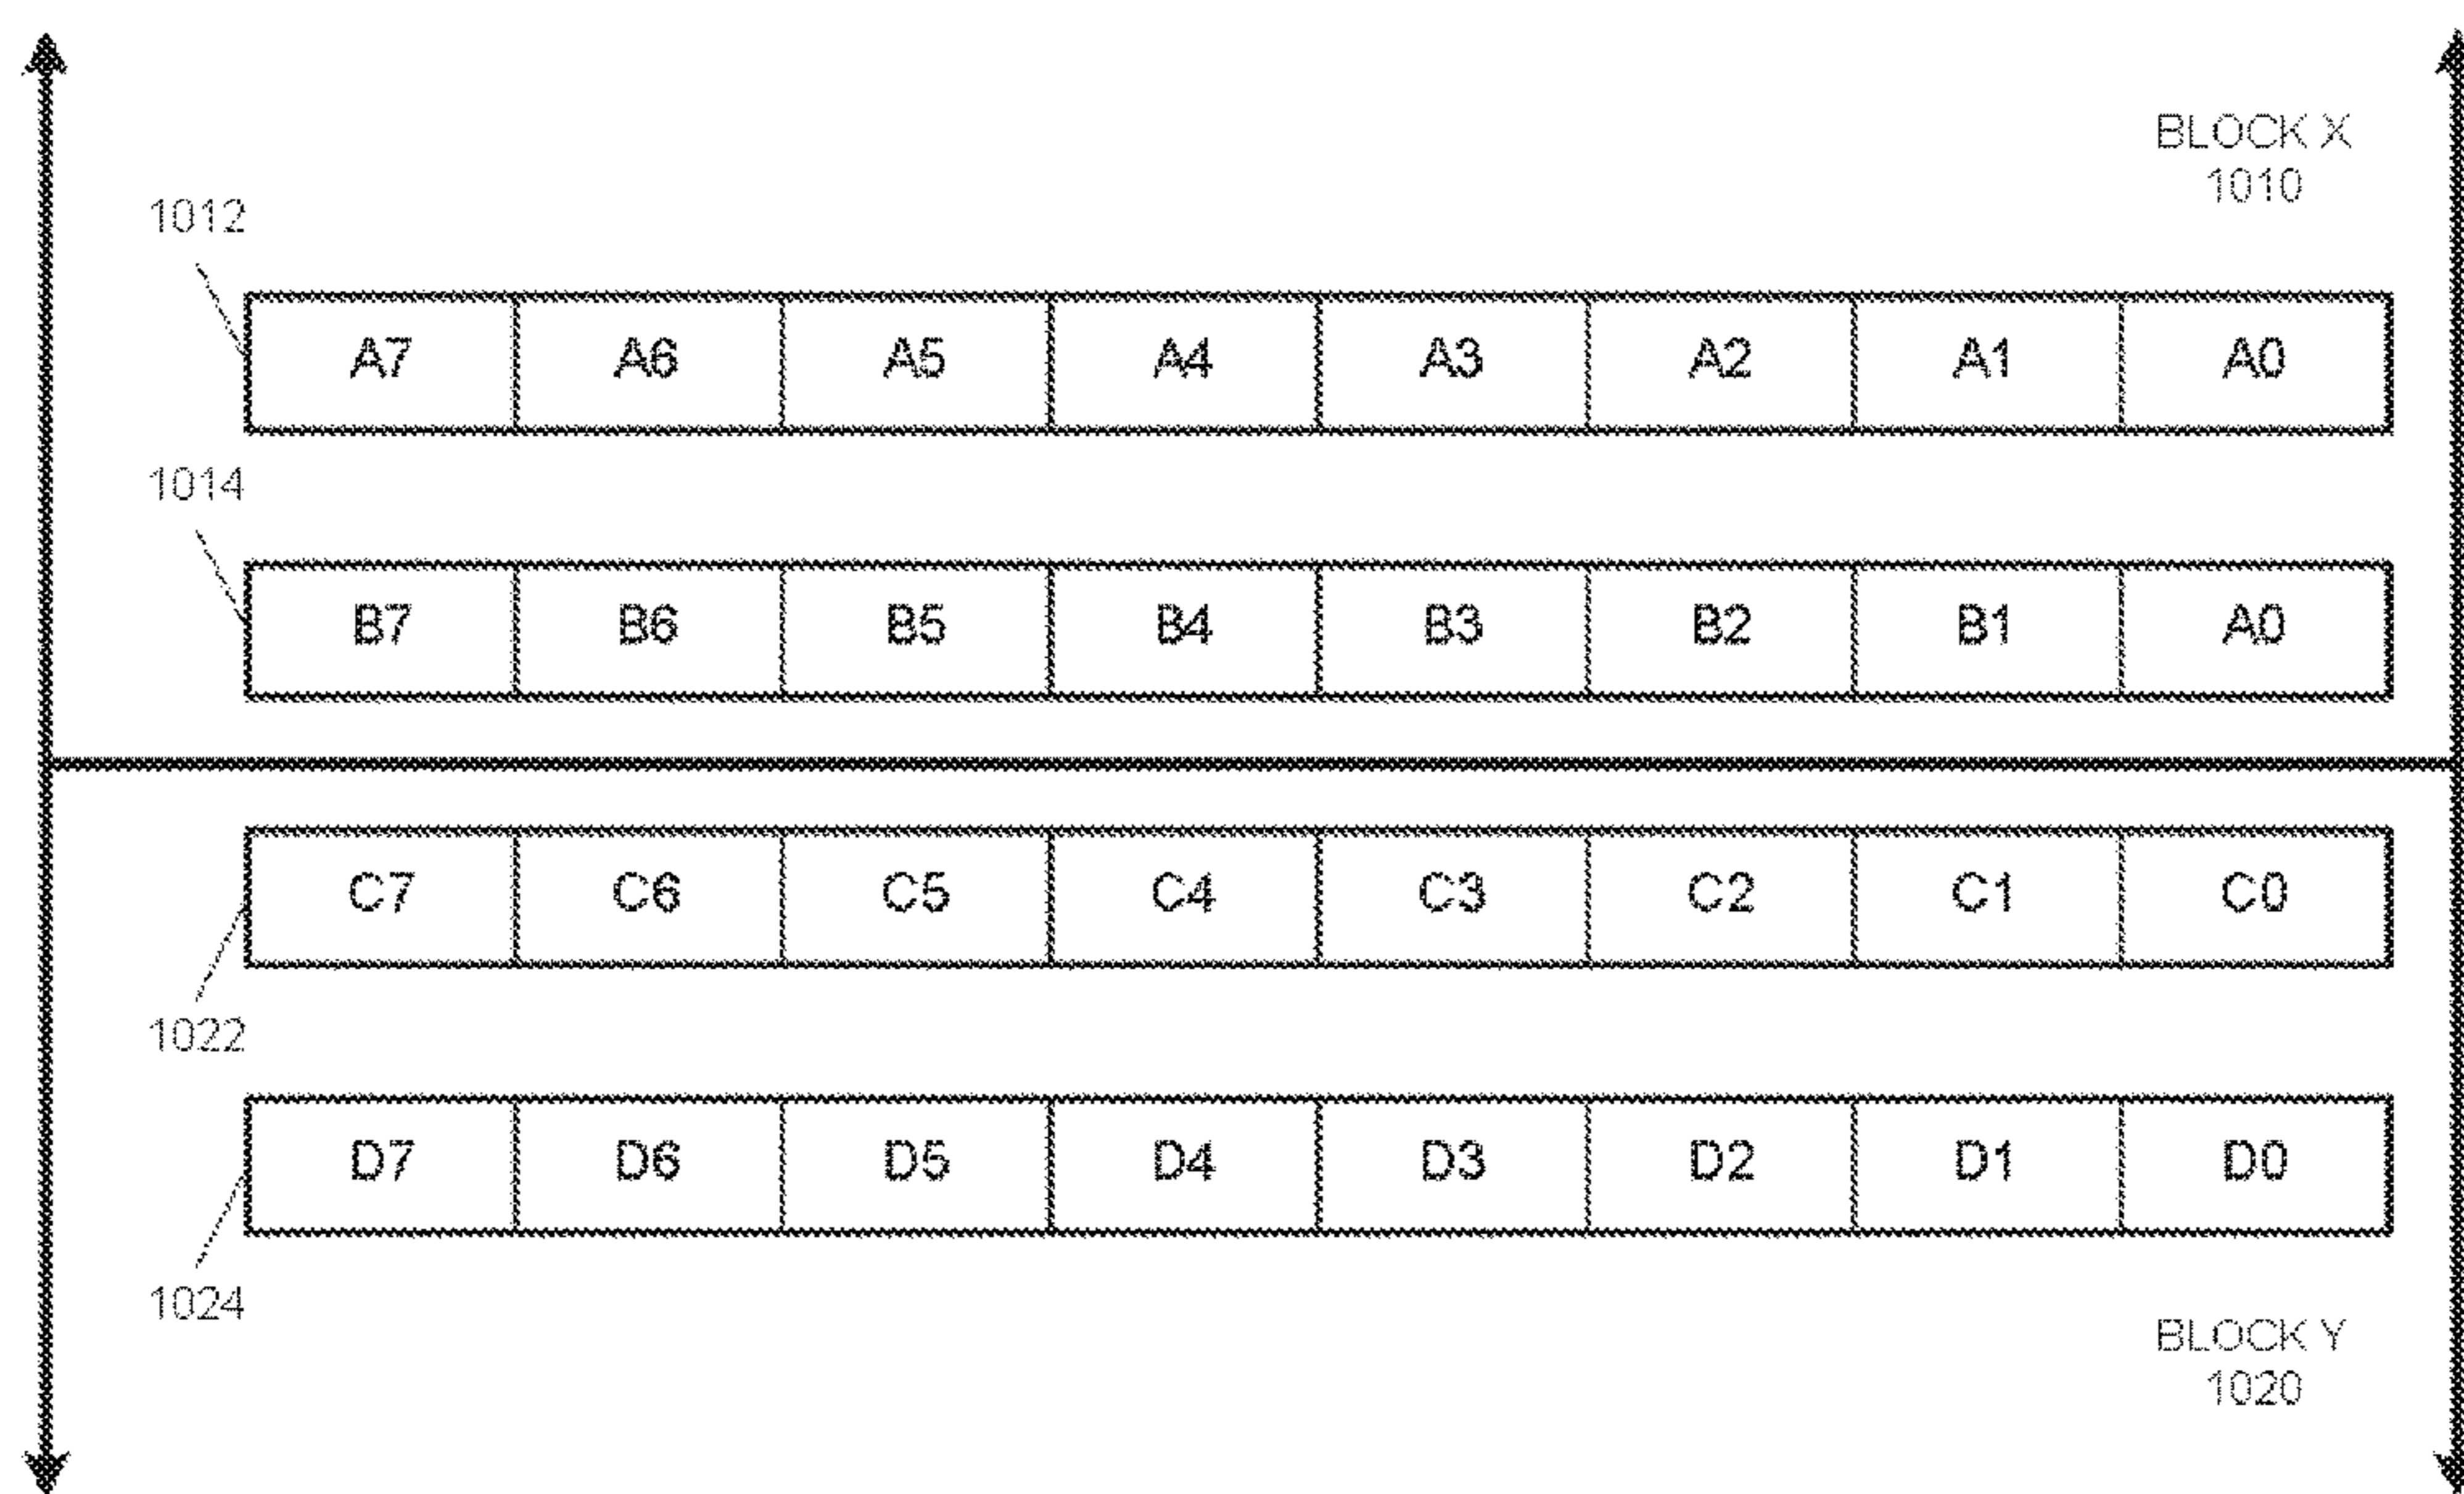 BLOCK X
1010
1012
A7 A6 A5 A4 A3 A2 A1 A0
1014
B7 B6 B5 B4 B3 B2 B1 A0
C7 C6 C5 C4 C3 C2 C1 C0
1022
D7 D6 D5 D4 D3 D2 D1 D0
1024
BLOCK Y
1020